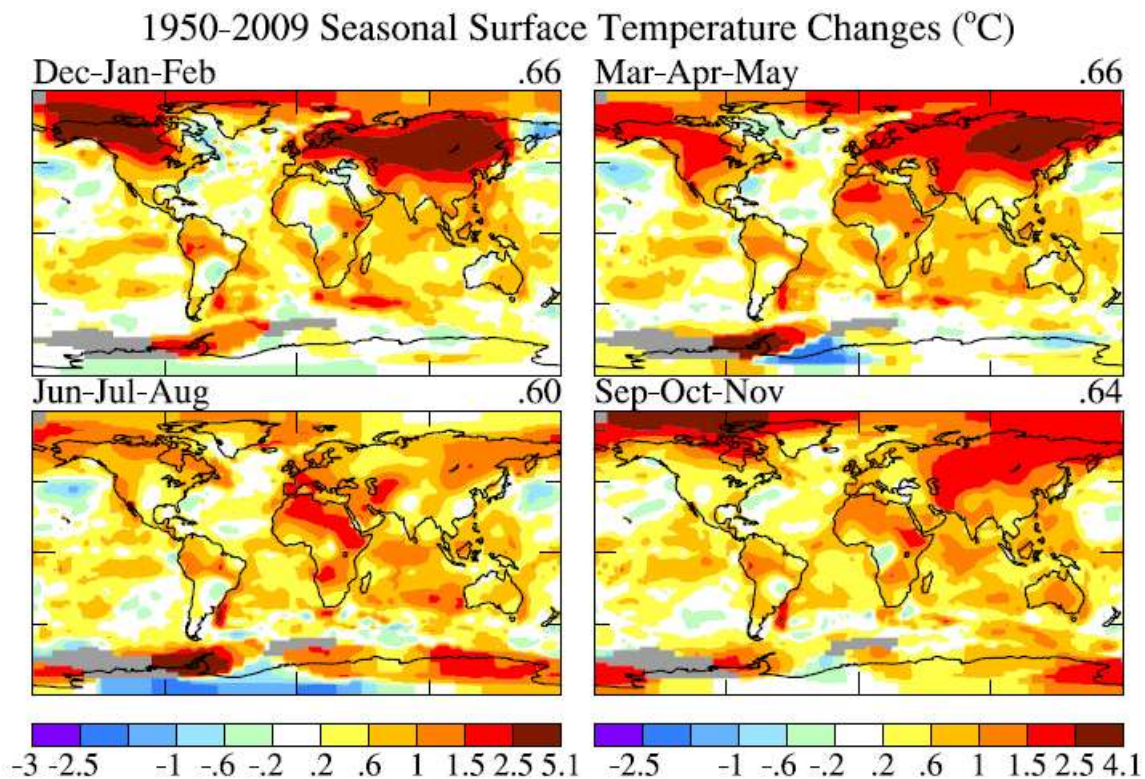 1950-2009 Seasonal Surface Temperature Changes (°C)
Dec-Jan-Feb .66
Mar-Apr-May .66
Jun-Jul-Aug .60
Sep-Oct-Nov .64
-3 -2.5 -1 -.6 -.2 .2 .6 1 1.5 2.5 5.1
-2.5 -1 -.6 -.2 .2 .6 1 1.5 2.5 4.1